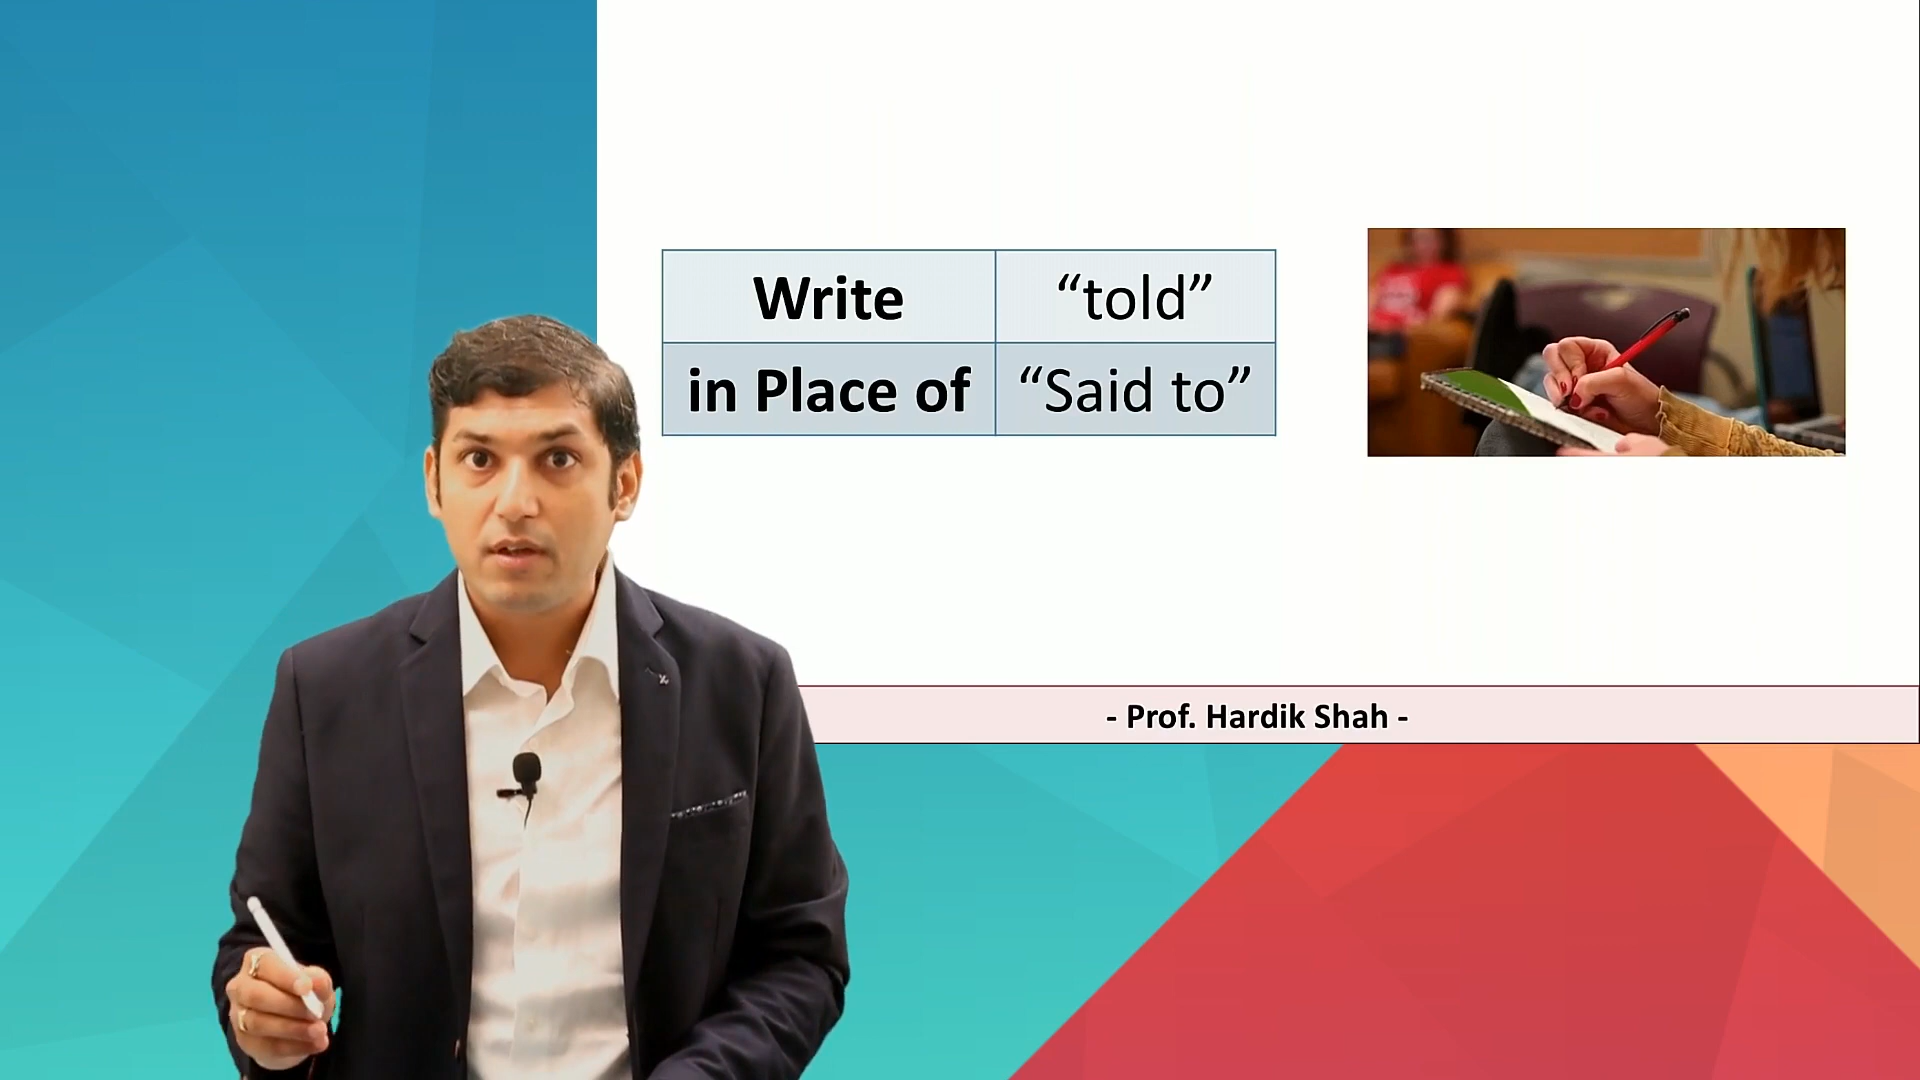 Write “told”
in Place of “Said to”
- Prof. Hardik Shah -